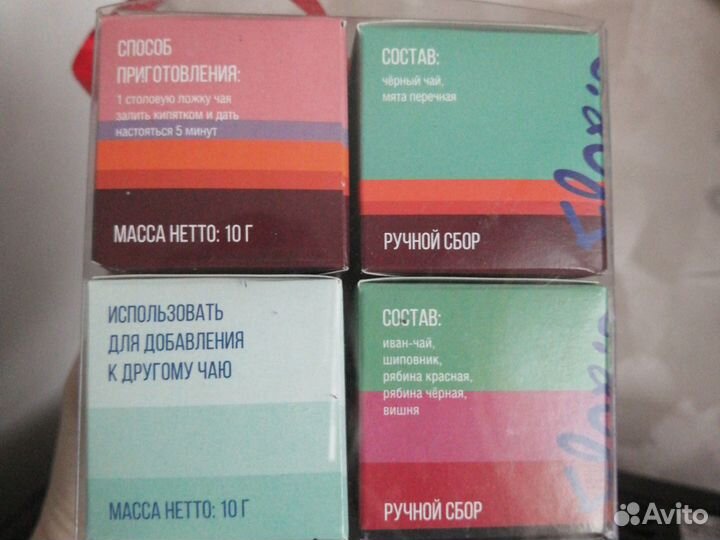 СПОСОБ
ПРИГОТОВЛЕНИЯ:
1 столовую ложку чая
залить кипятком и дать
настояться 5 минут
МАССА НЕТТО: 10 Г
СОСТАВ:
чёрный чай,
мята перечная
РУЧНОЙ СБОР
ИСПОЛЬЗОВАТЬ
ДЛЯ ДОБАВЛЕНИЯ
К ДРУГОМУ ЧАЮ
МАССА НЕТТО: 10 Г
СОСТАВ:
иван-чай,
шиповник,
рябина красная,
рябина чёрная,
вишня
РУЧНОЙ СБОР
Avito